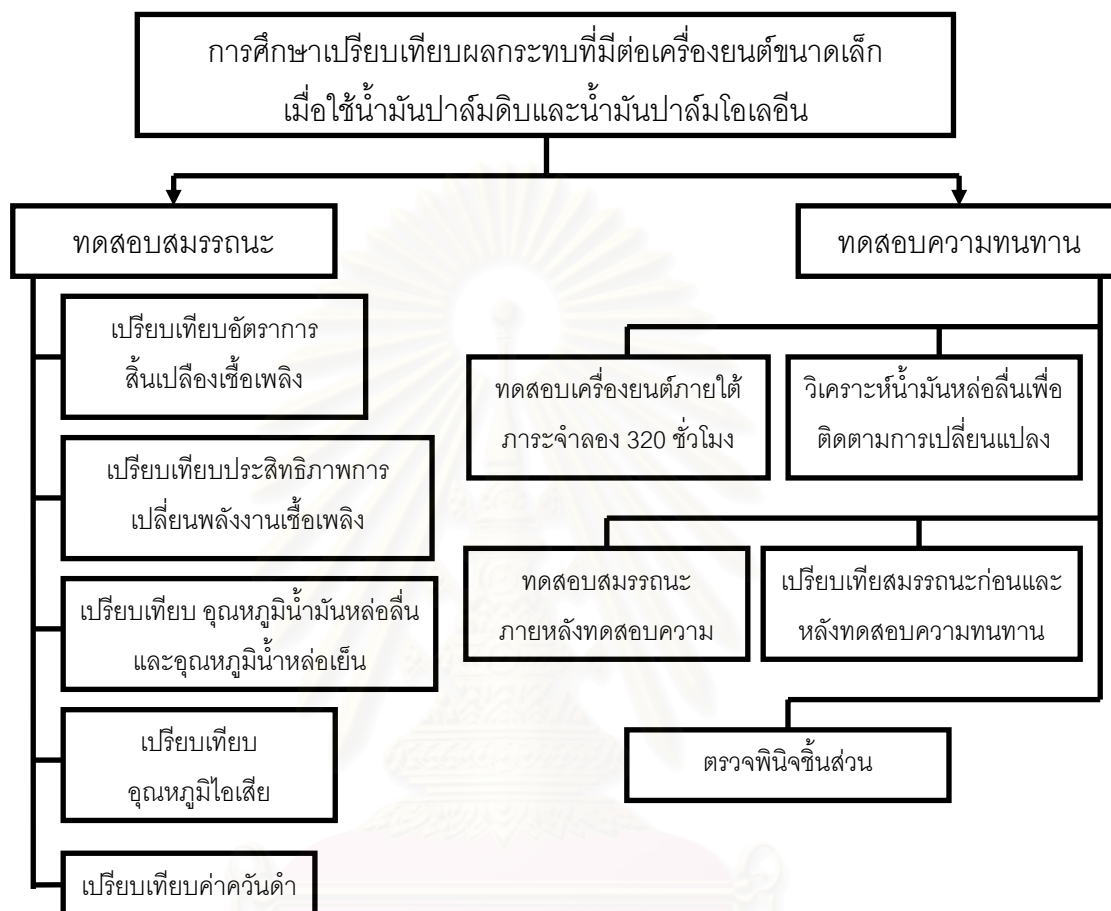 การศึกษาเปรียบเทียบผลกระทบที่มีต่อเครื่องยนต์ขนาดเล็ก
เมื่อใช้น้ำมันปาล์มดิบและน้ำมันปาล์มโอเลอีน
ทดสอบสมรรถนะ
เปรียบเทียบอัตราการ
สิ้นเปลืองเชื้อเพลิง
เปรียบเทียบประสิทธิภาพการ
เปลี่ยนพลังงานเชื้อเพลิง
เปรียบเทียบ อุณหภูมิน้ำมันหล่อลื่น
และอุณหภูมิน้ำหล่อเย็น
เปรียบเทียบ
อุณหภูมิไอเสีย
เปรียบเทียบค่าควันดำ
ทดสอบความทนทาน
ทดสอบเครื่องยนต์ภายใต้
ภาระจำลอง 320 ชั่วโมง
วิเคราะห์น้ำมันหล่อลื่นเพื่อ
ติดตามการเปลี่ยนแปลง
ทดสอบสมรรถนะ
ภายหลังทดสอบความ
เปรียบเทียสมรรถนะก่อนและ
หลังทดสอบความทนทาน
ตรวจพินิจชิ้นส่วน